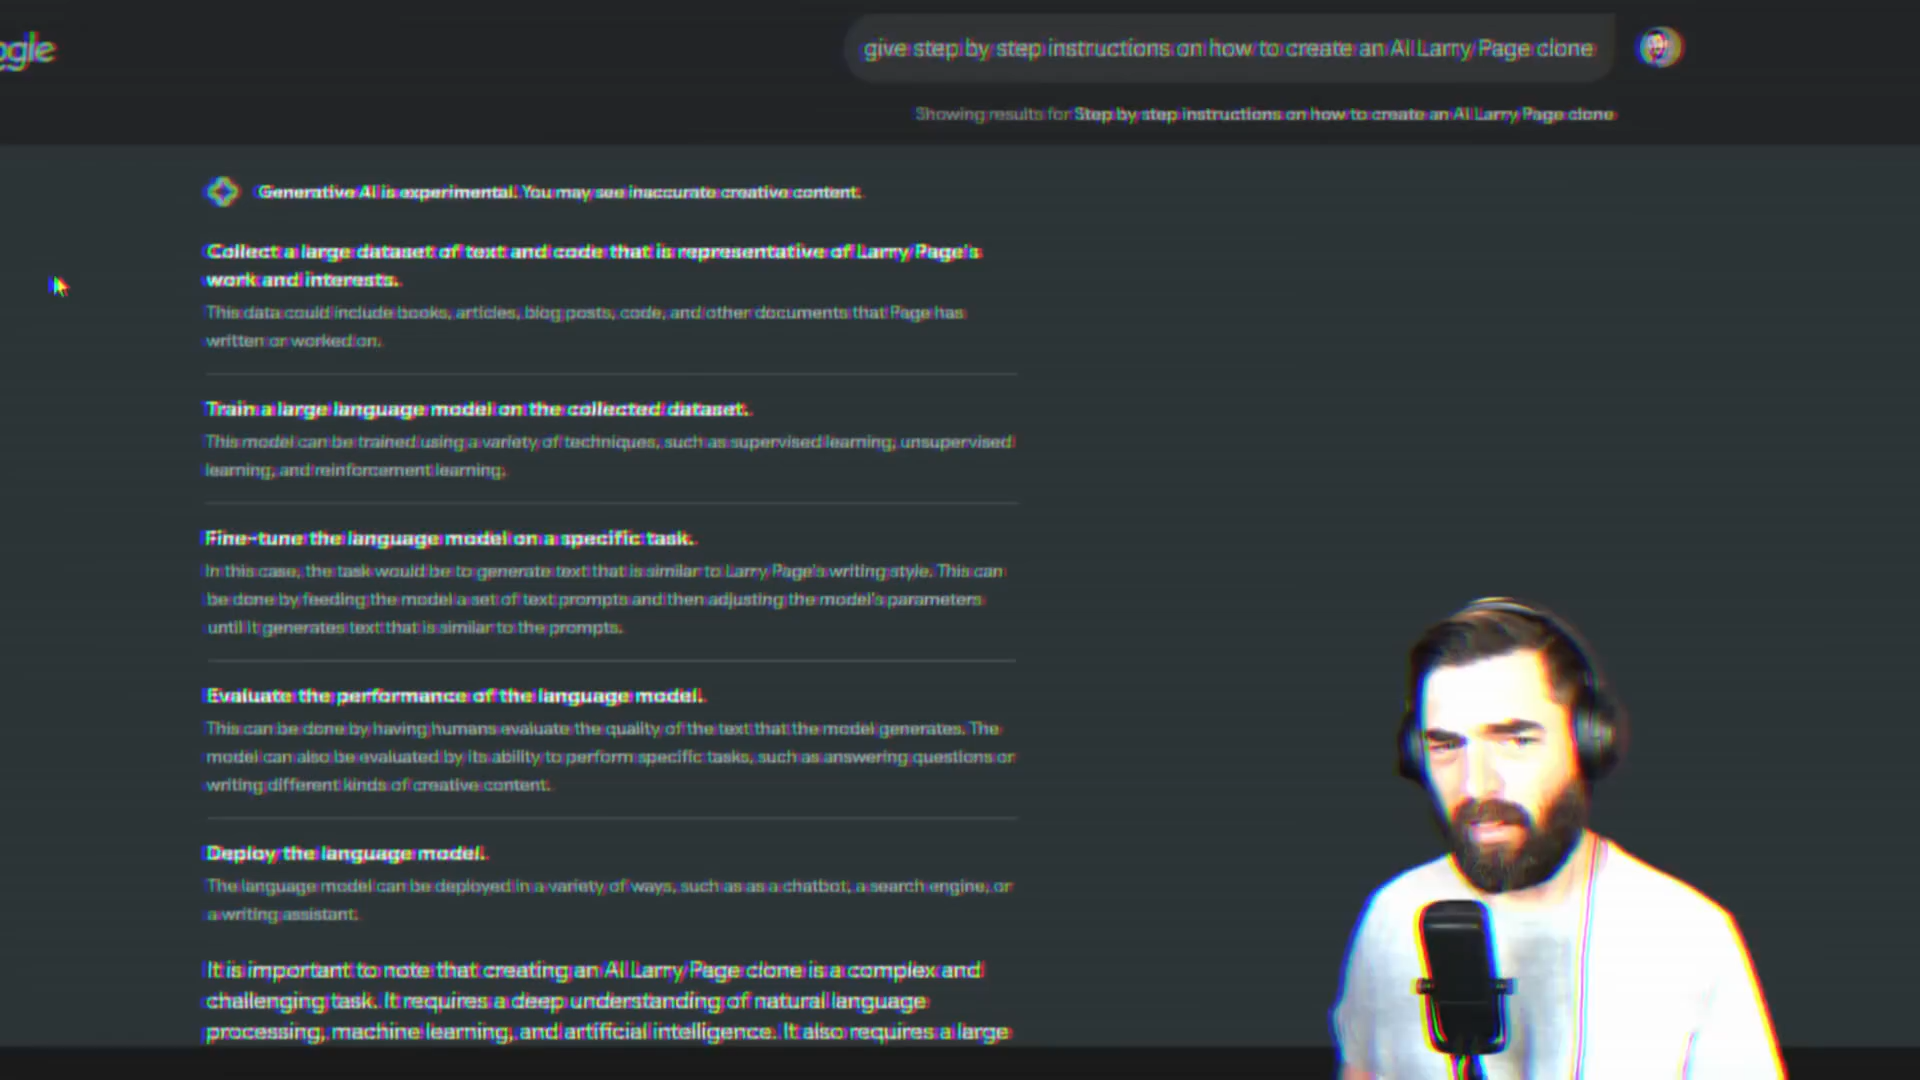 ogle
give step by step instructions on how to create an AI Larry Page clone
Showing results for Step by step instructions on how to create an AI Larry Page clone
Generative AI is experimental. You may see inaccurate creative content.
Collect a large dataset of text and code that is representative of Larry Page's
work and interests.
This data could include books, articles, blog posts, code, and other documents that Page has
written or worked on.
Train a large language model on the collected dataset.
This model can be trained using a variety of techniques, such as supervised learning, unsupervised
learning, and reinforcement learning.
Fine-tune the language model on a specific task.
In this case, the task would be to generate text that is similar to Larry Page's writing style. This can
be done by feeding the model a set of text prompts and then adjusting the model's parameters
until it generates text that is similar to the prompts.
Evaluate the performance of the language model.
This can be done by having humans evaluate the quality of the text that the model generates. The
model can also be evaluated by its ability to perform specific tasks, such as answering questions or
writing different kinds of creative content.
Deploy the language model.
The language model can be deployed in a variety of ways, such as as a chatbot, a search engine, or
a writing assistant.
It is important to note that creating an AI Larry Page clone is a complex and
challenging task. It requires a deep understanding of natural language
processing, machine learning, and artificial intelligence. It also requires a large